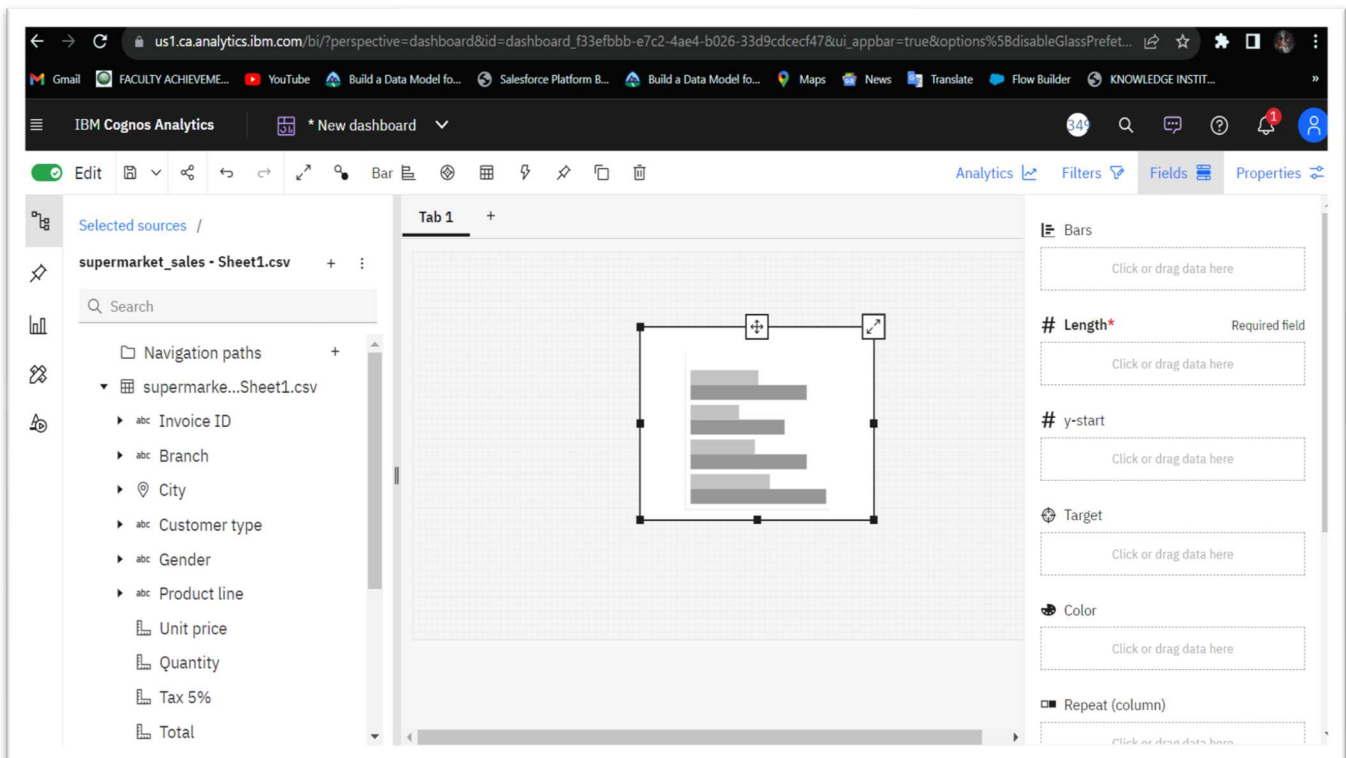 us1.ca.analytics.ibm.com/bi/?perspective=dashboard&id=dashboard_f33efbbb-e7c2-4ae4-b026-33d9cdcecf47&ui_appbar=true&options%5BdisableGlassPrefet...
Gmail FACULTY ACHIEVEME... YouTube Build a Data Model fo... Salesforce Platform B... Build a Data Model fo... Maps News Translate Flow Builder KNOWLEDGE INSTIT... »
IBM Cognos Analytics * New dashboard 349 1
Edit Bar Analytics Filters Fields Properties
Selected sources /
supermarket_sales - Sheet1.csv
Search
Navigation paths
supermarke...Sheet1.csv
abc Invoice ID
abc Branch
City
abc Customer type
abc Gender
abc Product line
Unit price
Quantity
Tax 5%
Total
Tab 1 +
Bars
Click or drag data here
# Length* Required field
Click or drag data here
# y-start
Click or drag data here
Target
Click or drag data here
Color
Click or drag data here
Repeat (column)
Click or drag data here